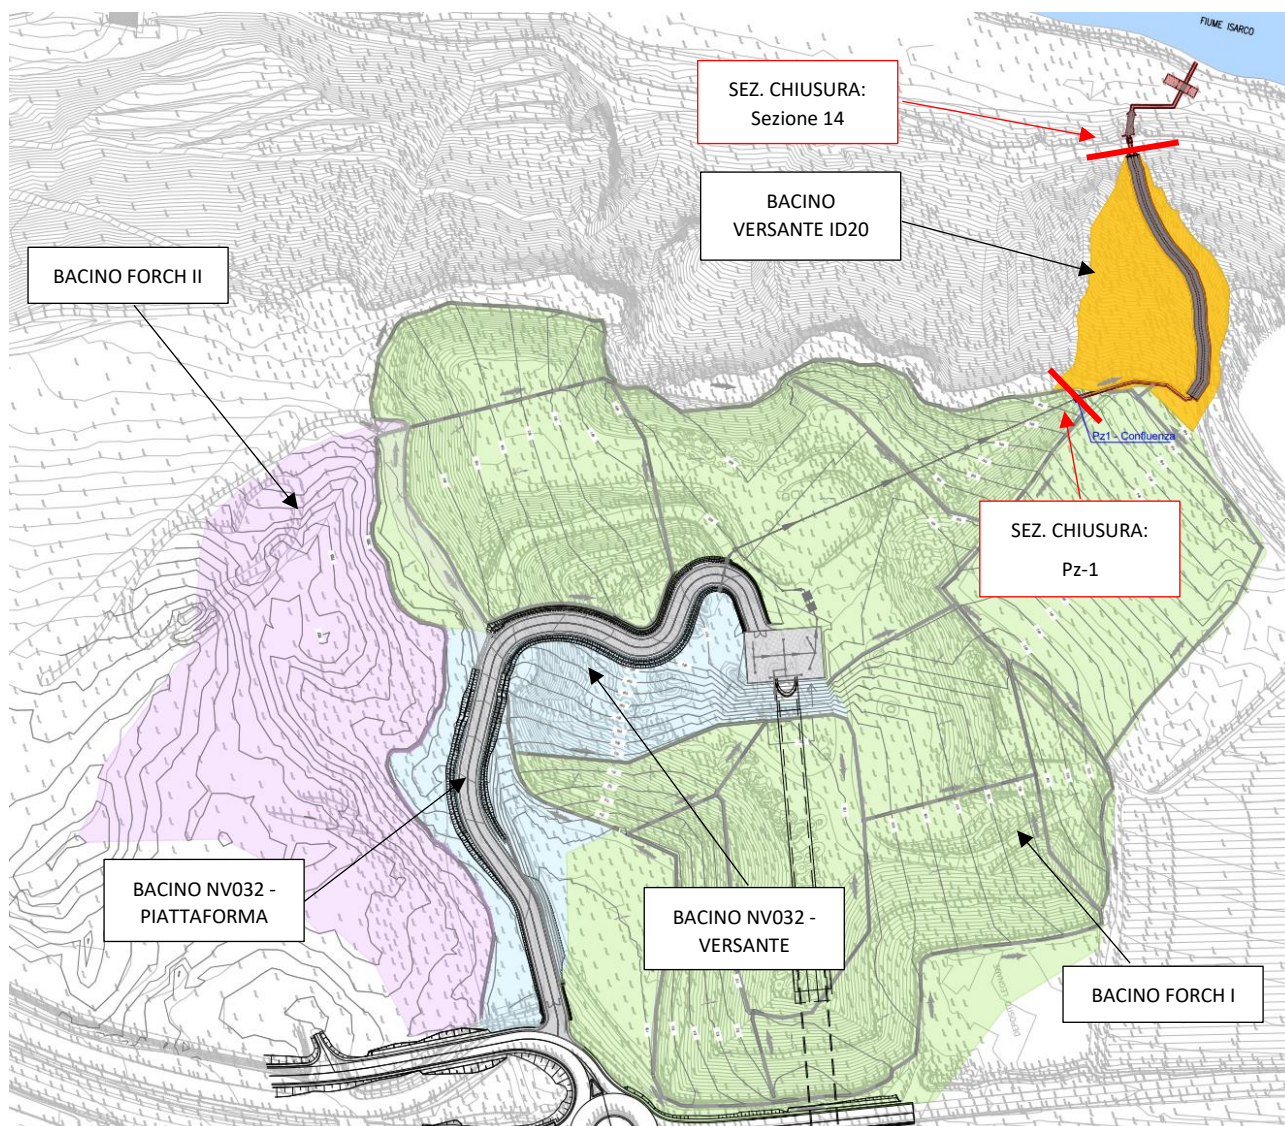 FIUME ISARCO
SEZ. CHIUSURA:
Sezione 14
BACINO
VERSANTE ID20
BACINO FORCH II
Pz1 - Confluenza
SEZ. CHIUSURA:
Pz-1
BACINO NV032 -
PIATTAFORMA
BACINO NV032 -
VERSANTE
BACINO FORCH I